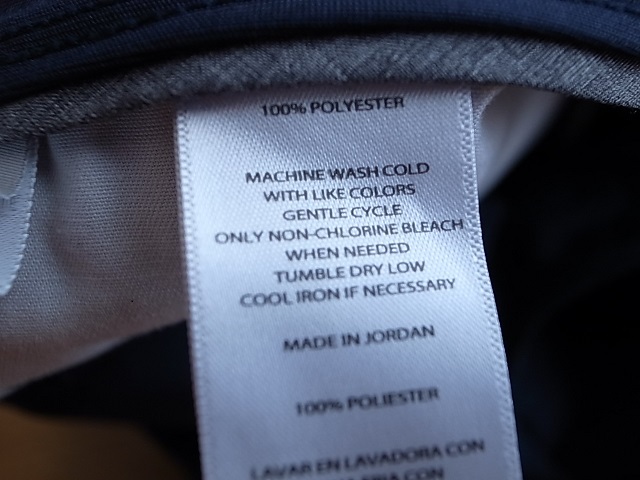 100% POLYESTER
MACHINE WASH COLD
WITH LIKE COLORS
GENTLE CYCLE
ONLY NON-CHLORINE BLEACH
WHEN NEEDED
TUMBLE DRY LOW
COOL IRON IF NECESSARY
MADE IN JORDAN
100% POLIESTER
LAVAR EN LAVADORA CON
CON